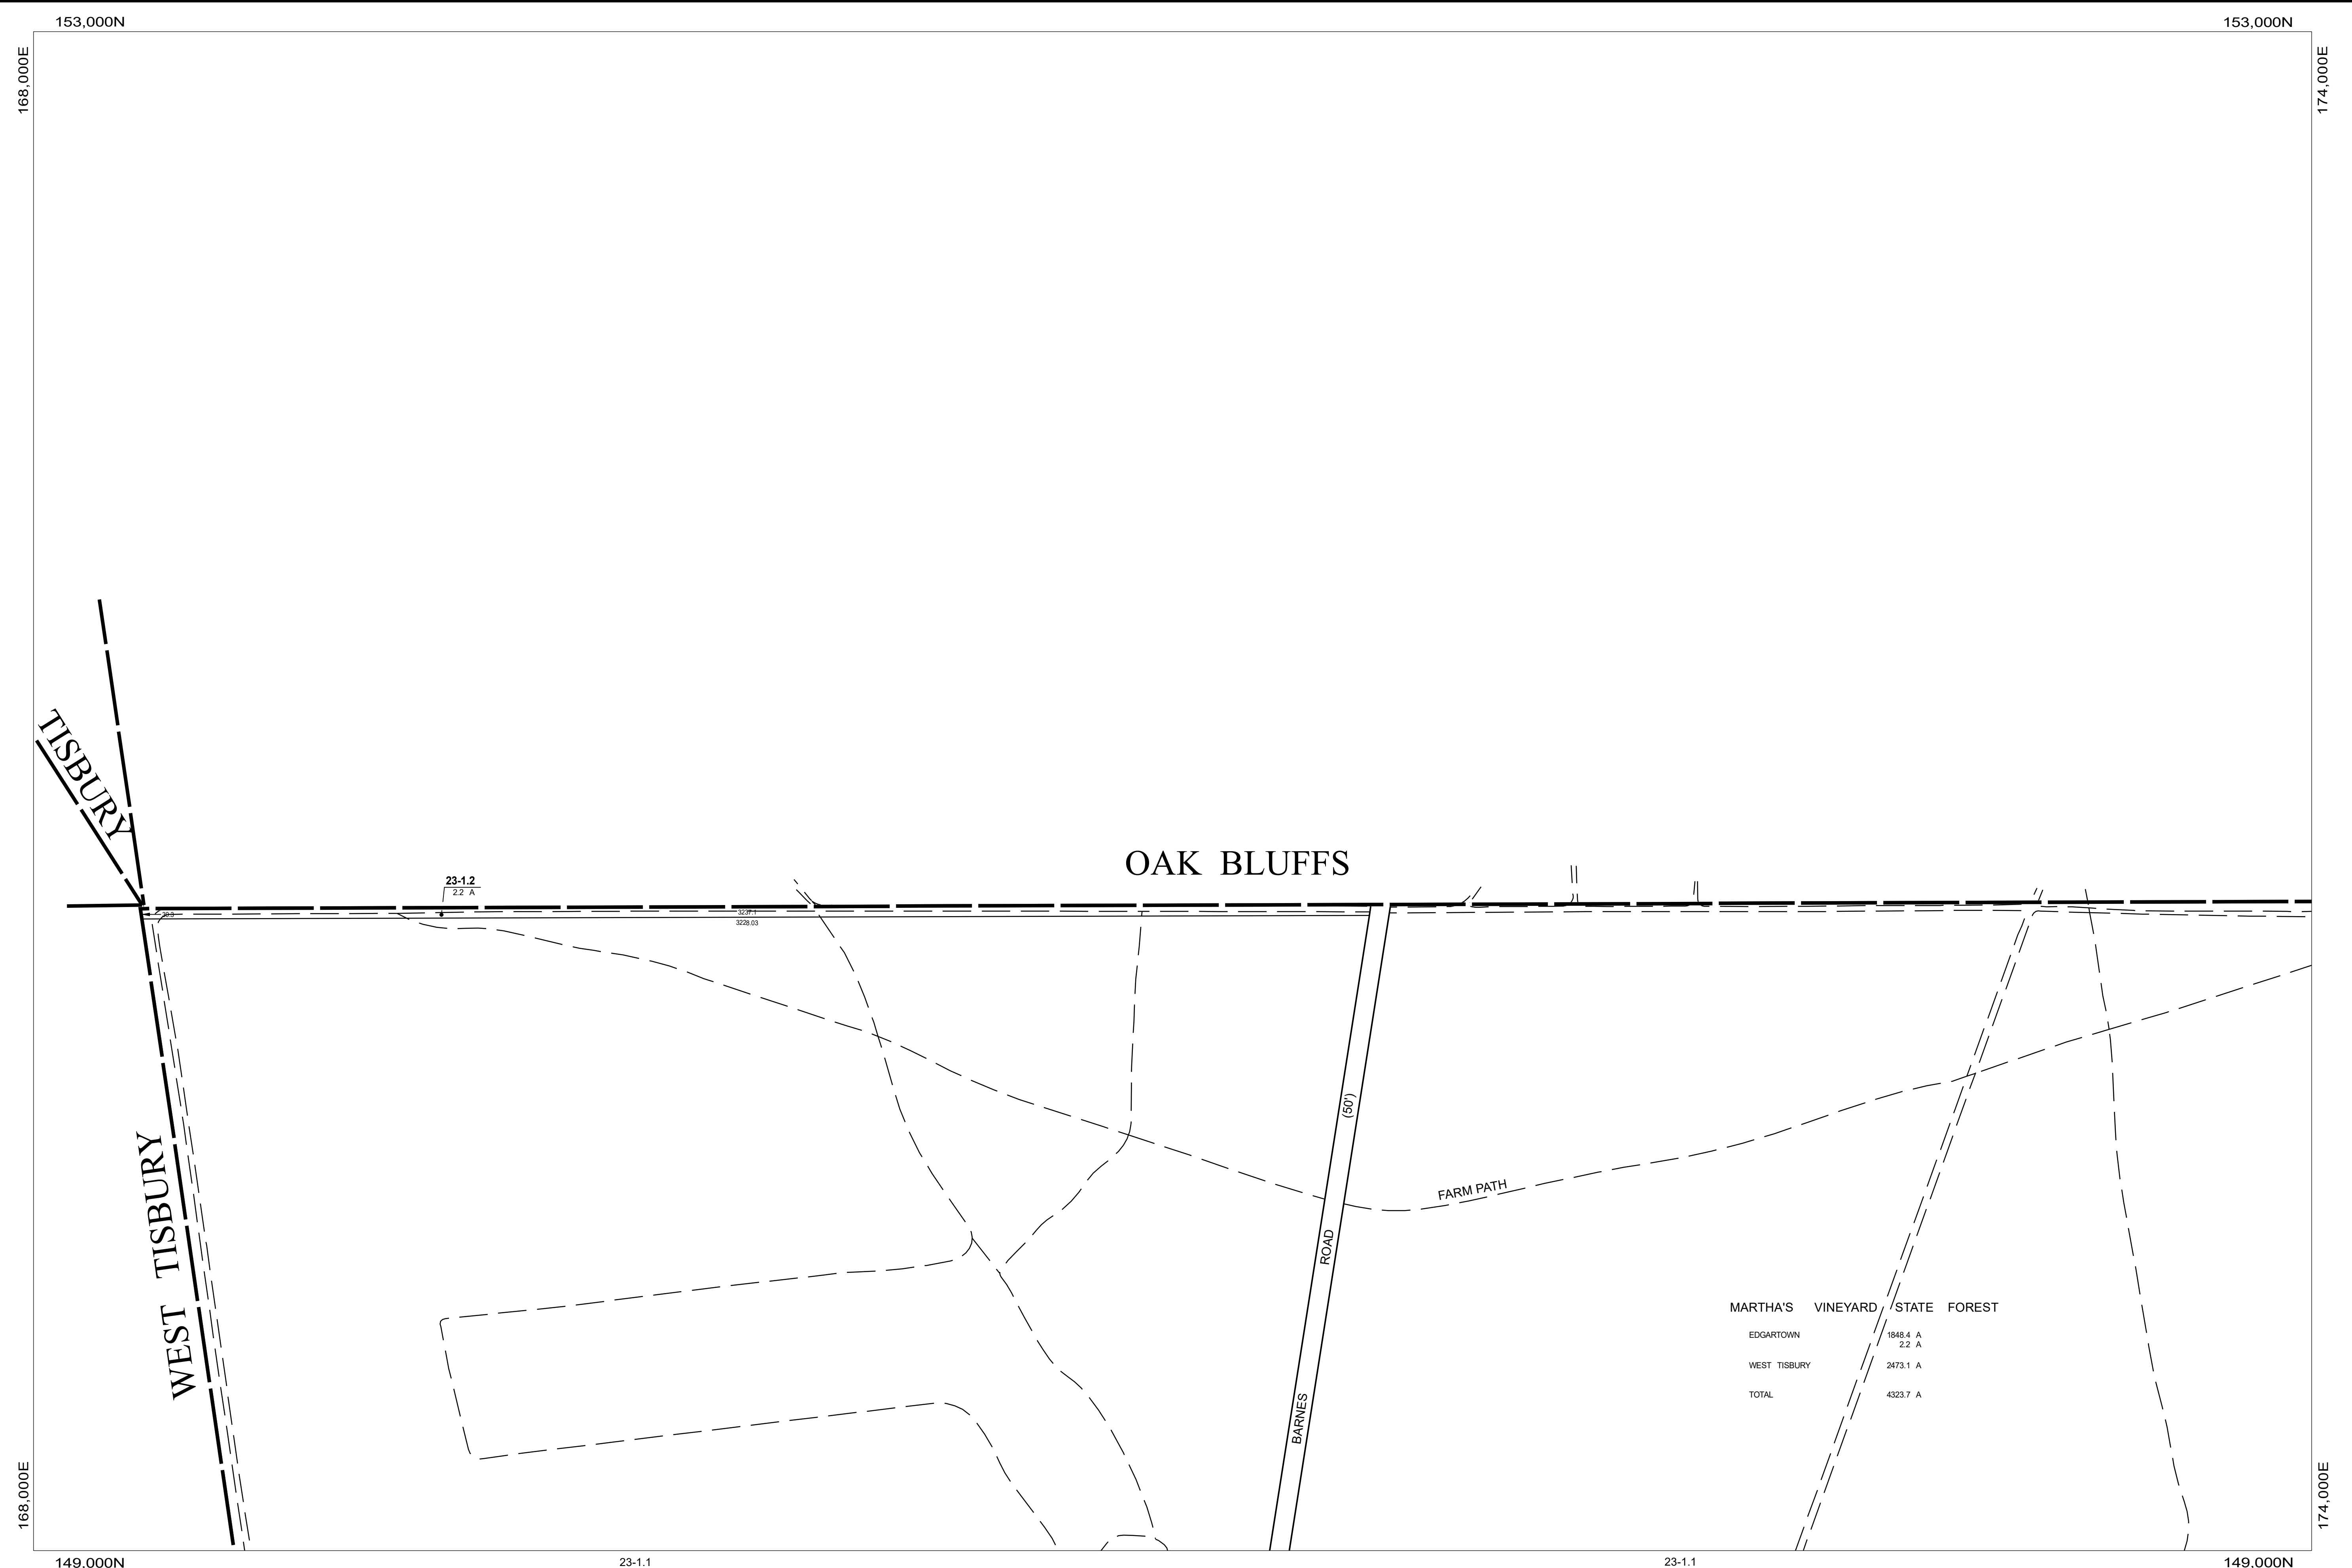 153,000N
153,000N
168,000E
174,000E
TISBURY
OAK BLUFFS
23-1.2
2.2 A
3237.1
3228.03
(50')
WEST TISBURY
FARM PATH
ROAD
MARTHA'S VINEYARD STATE FOREST
EDGARTOWN 1848.4 A
2.2 A
WEST TISBURY 2473.1 A
TOTAL 4323.7 A
BARNES
168,000E
174,000E
149,000N
23-1.1
23-1.1
149,000N